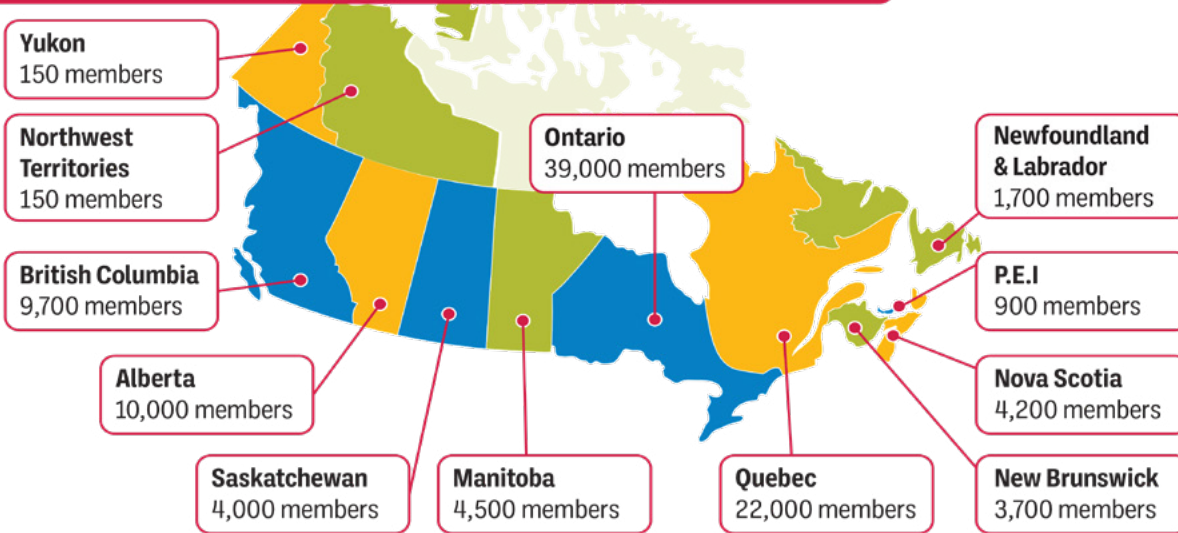 Yukon
150 members
Northwest
Territories
150 members
British Columbia
9,700 members
Alberta
10,000 members
Saskatchewan
4,000 members
Manitoba
4,500 members
Ontario
39,000 members
Quebec
22,000 members
Newfoundland
& Labrador
1,700 members
P.E.I
900 members
Nova Scotia
4,200 members
New Brunswick
3,700 members